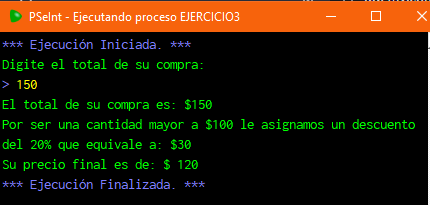 PSeInt - Ejecutando proceso EJERCICIO3
*** Ejecución Iniciada. ***
Digite el total de su compra:
> 150
El total de su compra es: $150
Por ser una cantidad mayor a $100 le asignamos un descuento
del 20% que equivale a: $30
Su precio final es de: $ 120
*** Ejecución Finalizada. ***